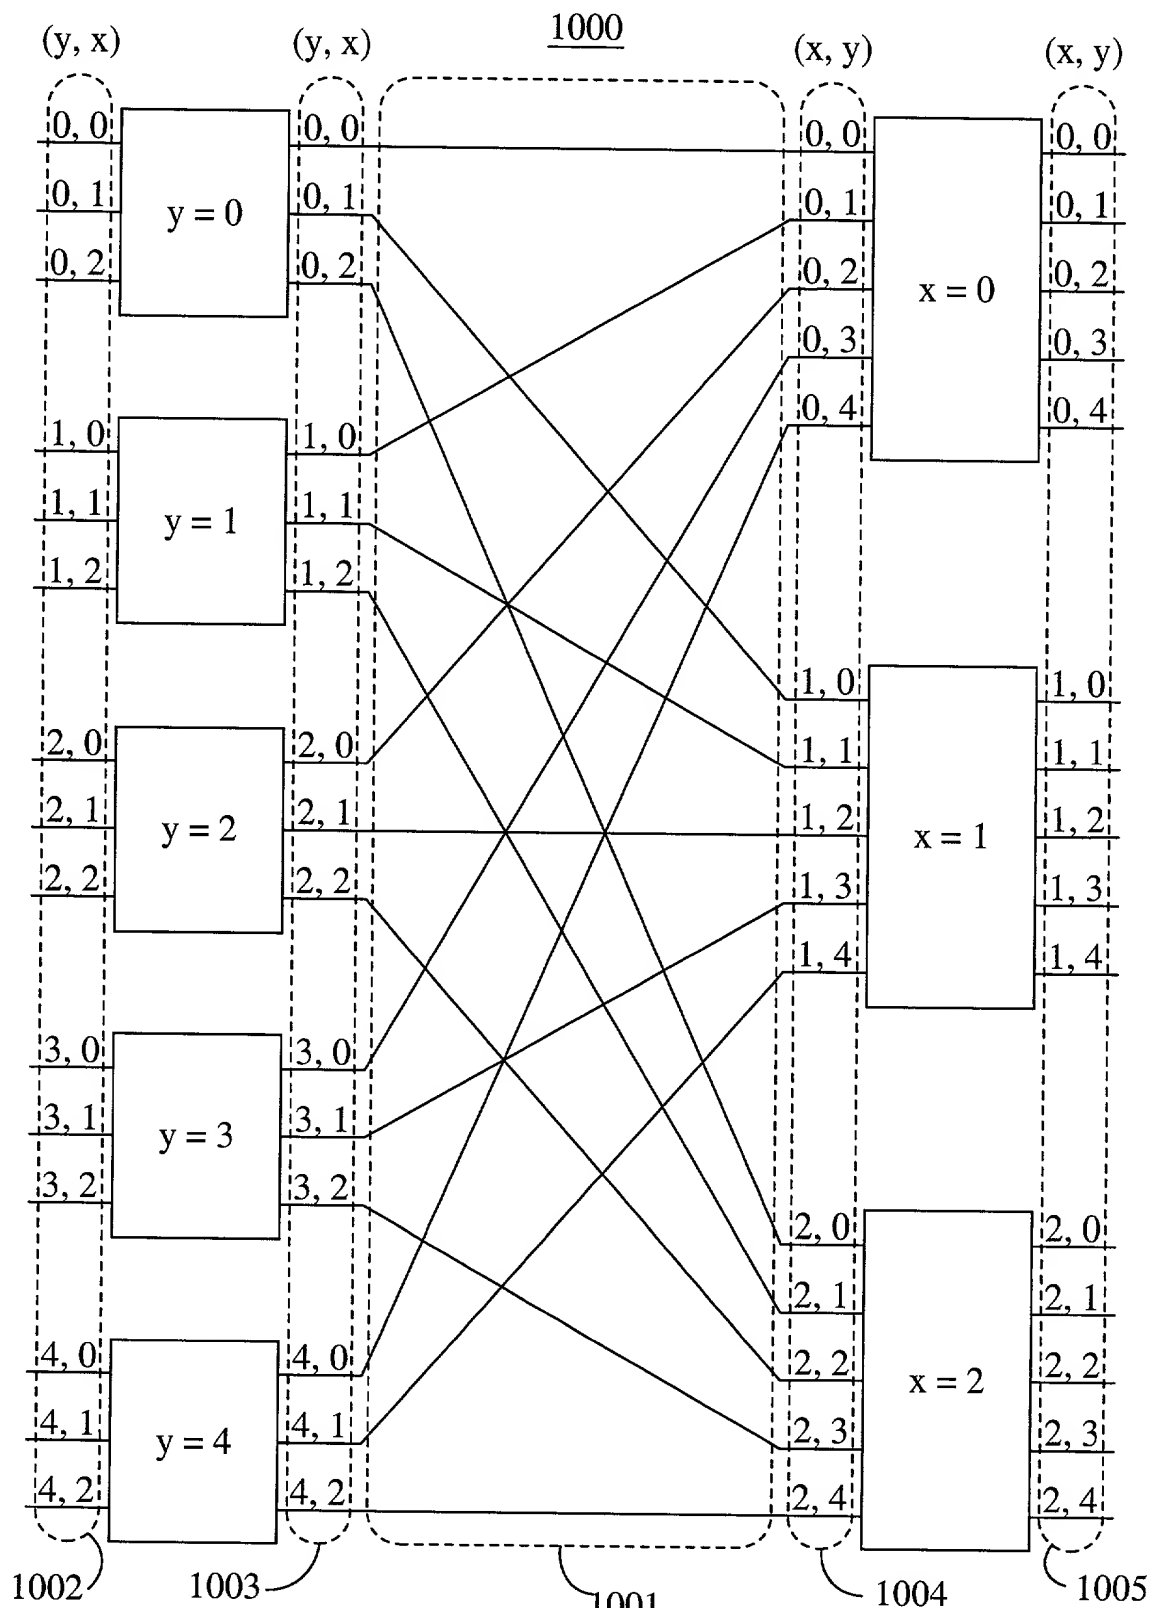 1000
(y, x) (y, x) (x, y) (x, y)
0, 0 0, 0 0, 0 0, 0
0, 1 y = 0 0, 1 0, 1 0, 1
0, 2 0, 2 0, 2 x = 0 0, 2
0, 3 0, 3
0, 4 0, 4
1, 0 1, 0
1, 1 y = 1 1, 1
1, 2 1, 2
1, 0 1, 0
2, 0 2, 0 1, 1 1, 1
2, 1 y = 2 2, 1 1, 2 x = 1 1, 2
2, 2 2, 2 1, 3 1, 3
1, 4 1, 4
3, 0 3, 0
3, 1 y = 3 3, 1
3, 2 3, 2
2, 0 2, 0
2, 1 2, 1
4, 0 4, 0 2, 2 x = 2 2, 2
4, 1 y = 4 4, 1 2, 3 2, 3
4, 2 4, 2 2, 4 2, 4
1002 1003 1001 1004 1005